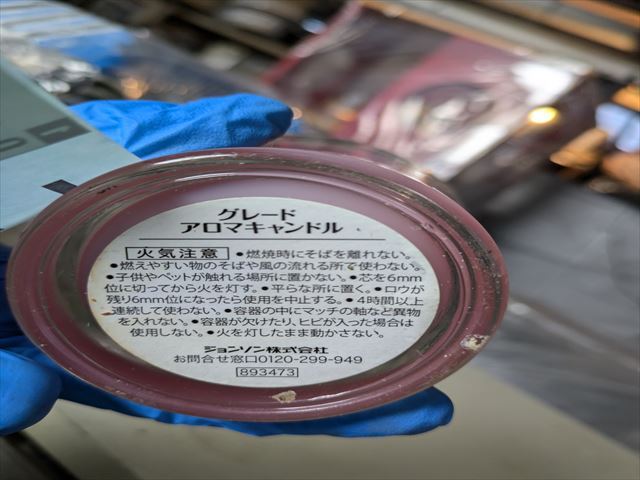 グレード
アロマキャンドル
火気注意 ●燃焼時にそばを離れない。
●燃えやすい物のそばや風の流れる所で使わない。
●子供やペットが触れる場所に置かない。●芯を6mm
位に切ってから火を灯す。●平らな所に置く。●ロウが
残り6mm位になったら使用を中止する。●4時間以上
連続して使わない。●容器の中にマッチの軸など異物
を入れない。●容器が欠けたり、ヒビが入った場合は
使用しない。●火を灯したまま動かさない。
ジョンソン株式会社
お問合せ窓口0120-299-949
893473